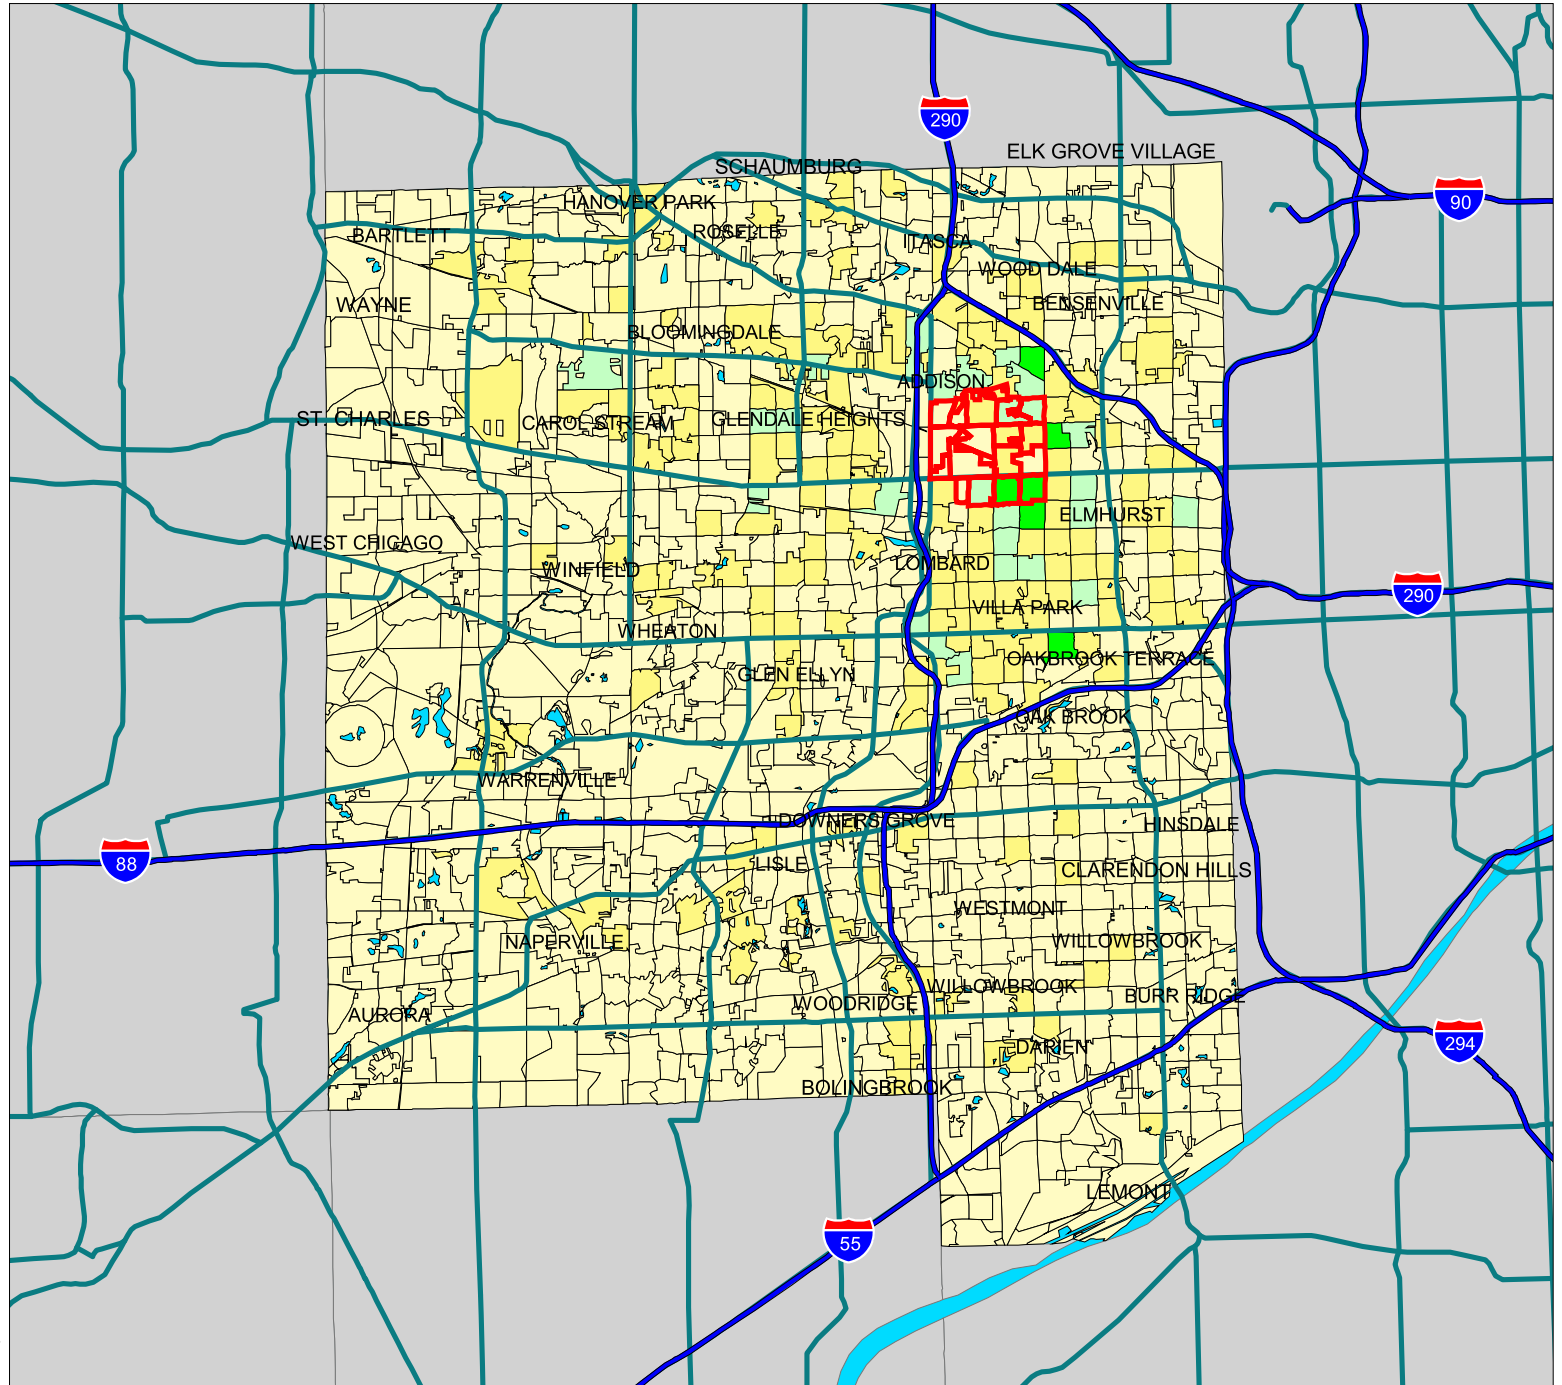 290
ELK GROVE VILLAGE
SCHAUMBURG
HANOVER PARK
90
BARTLETT
ROSELLE
ITASCA
WOOD DALE
WAYNE
BENSENVILLE
BLOOMINGDALE
ADDISON
ST. CHARLES
CAROL STREAM
GLENDALE HEIGHTS
ELMHURST
WEST CHICAGO
WINFIELD
LOMBARD
290
VILLA PARK
WHEATON
OAKBROOK TERRACE
GLEN ELLYN
OAK BROOK
WARRENVILLE
DOWNERS GROVE
HINSDALE
88
LISLE
CLARENDON HILLS
WESTMONT
NAPERVILLE
WILLOWBROOK
WILLOWBROOK
BURR RIDGE
WOODRIDGE
AURORA
294
DARIEN
BOLINGBROOK
LEMONT
55